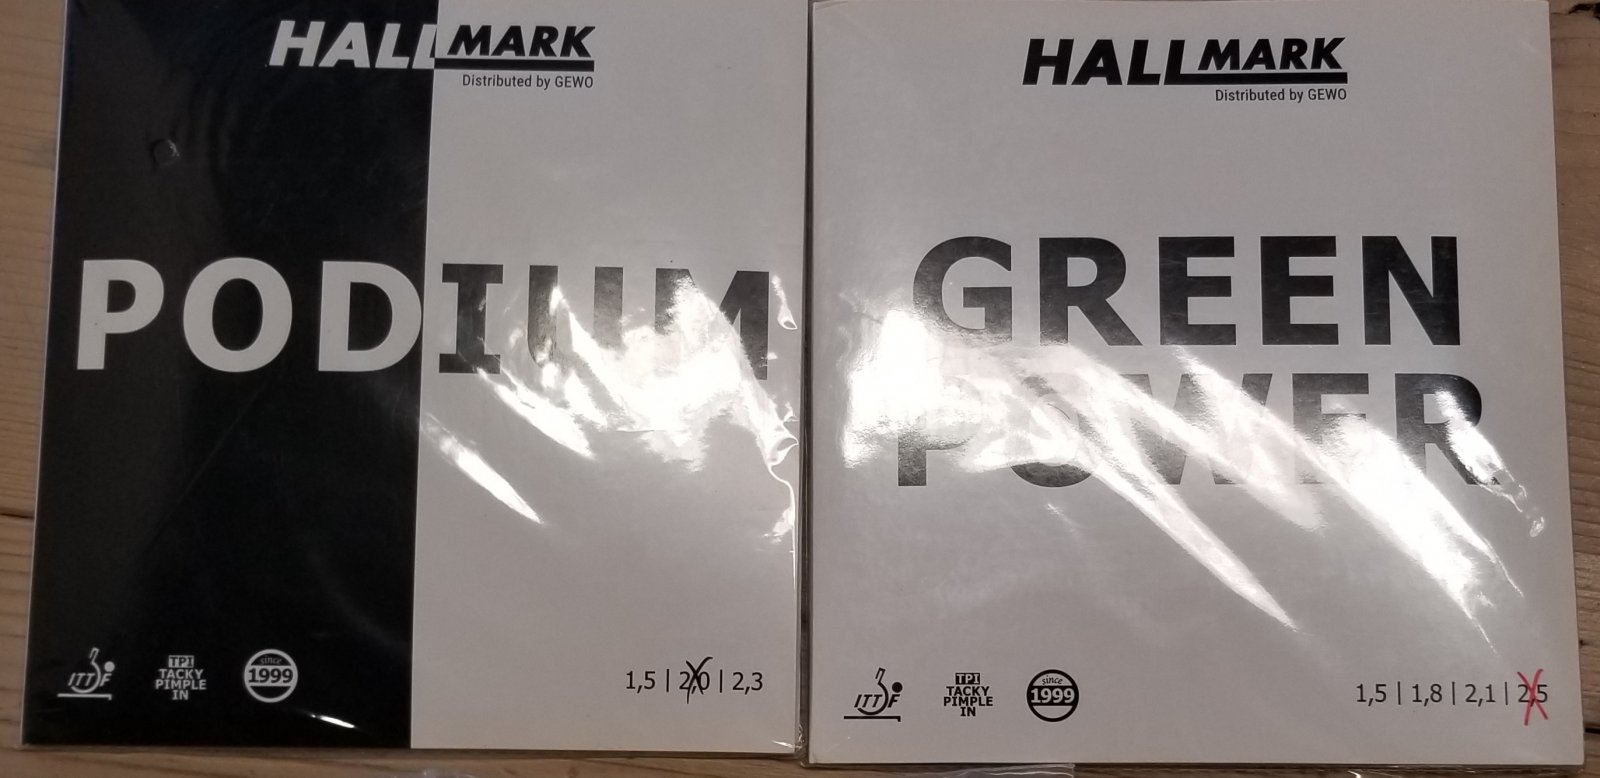 HALLMARK
Distributed by GEWO
PODIUM
ITTF
TPI
TACKY
PIMPLE
IN
since
1999
1,5 | 2,0 | 2,3
HALLMARK
Distributed by GEWO
GREEN
POWER
ITTF
TPI
TACKY
PIMPLE
IN
since
1999
1,5 | 1,8 | 2,1 | 2,5